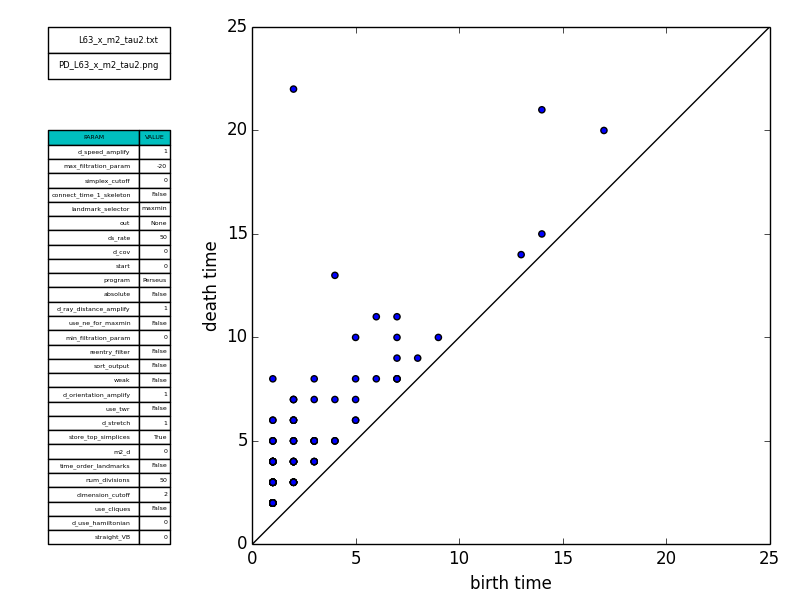 L63_x_m2_tau2.txt
PD_L63_x_m2_tau2.png
PARAM VALUE
d_speed_amplify 1
max_filtration_param -20
simplex_cutoff 0
connect_time_1_skeleton False
landmark_selector maxmin
out None
ds_rate 50
d_cov 0
start 0
program Perseus
absolute False
d_ray_distance_amplify 1
use_ne_for_maxmin False
min_filtration_param 0
reentry_filter False
sort_output False
weak False
d_orientation_amplify 1
use_twr False
d_stretch 1
store_top_simplices True
m2_d 0
time_order_landmarks False
num_divisions 50
dimension_cutoff 2
use_cliques False
d_use_hamiltonian 0
straight_VB 0
death time
25
20
15
10
5
0
0 5 10 15 20 25
birth time